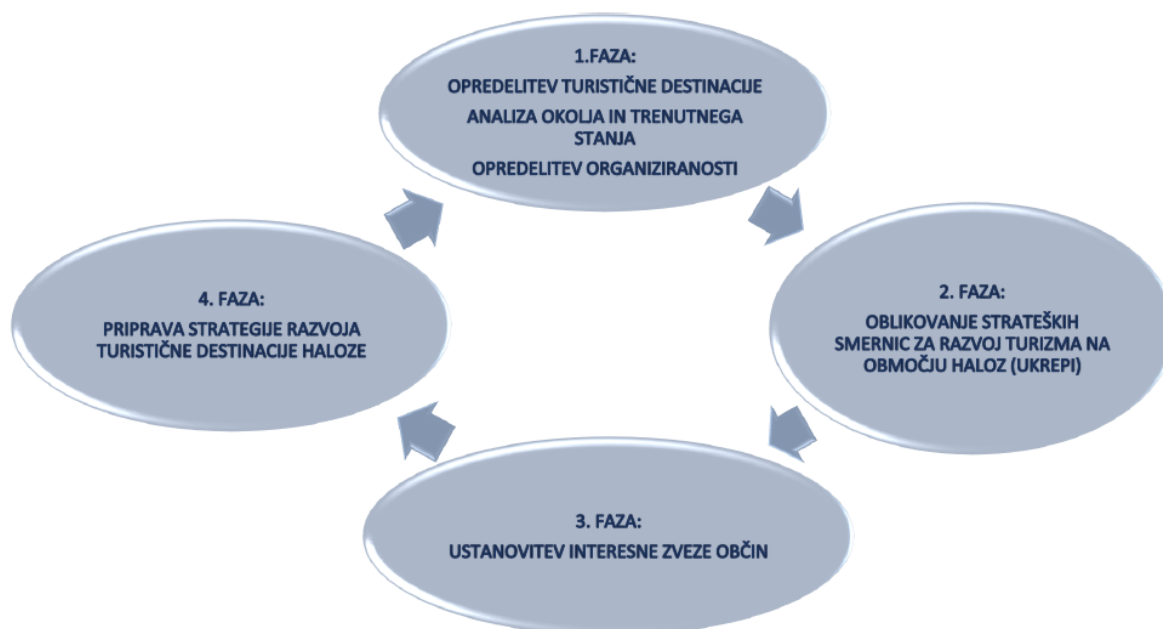 1.FAZA:
OPREDELITEV TURISTIČNE DESTINACIJE
ANALIZA OKOLJA IN TRENUTNEGA
STANJA
OPREDELITEV ORGANIZIRANOSTI
2. FAZA:
OBLIKOVANJE STRATEŠKIH
SMERNIC ZA RAZVOJ TURIZMA NA
OBMOČJU HALOZ (UKREPI)
3. FAZA:
USTANOVITEV INTERESNE ZVEZE OBČIN
4. FAZA:
PRIPRAVA STRATEGIJE RAZVOJA
TURISTIČNE DESTINACIJE HALOZE